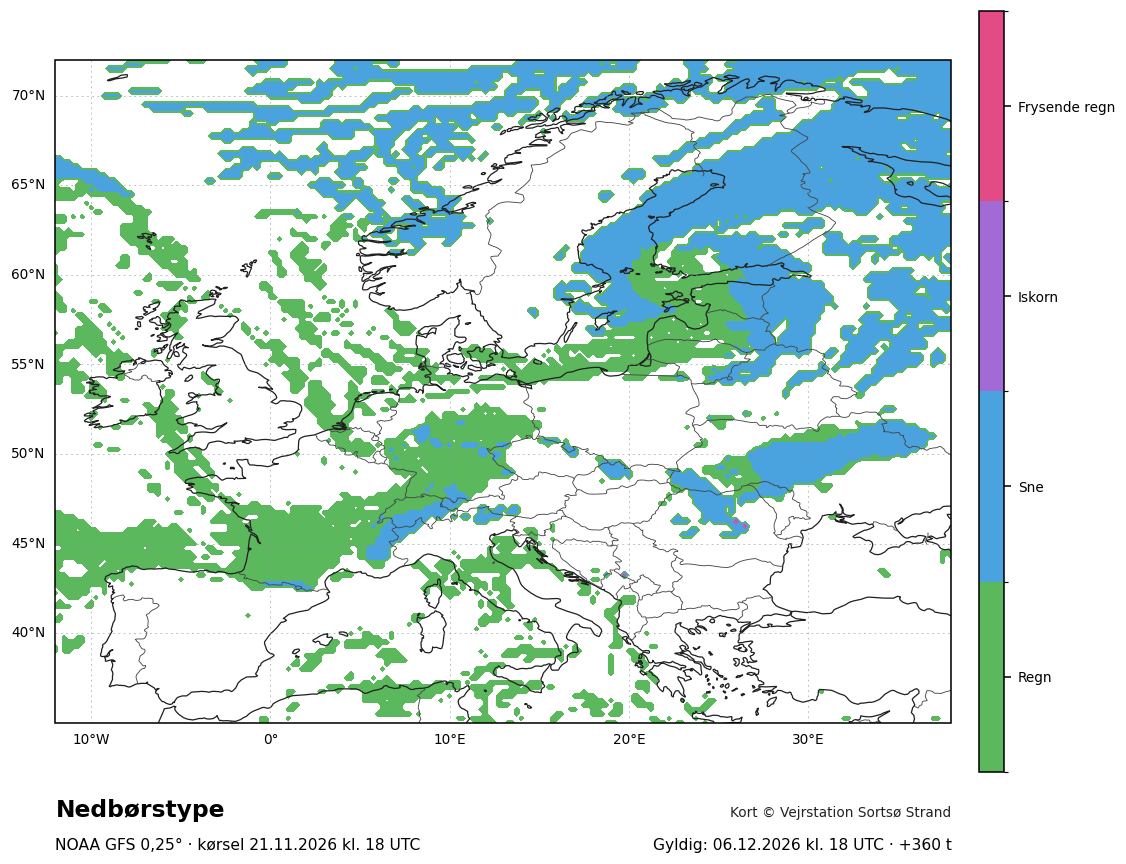 70°N
65°N
60°N
55°N
50°N
45°N
40°N
10°W
0°
10°E
20°E
30°E
Frysende regn
Iskorn
Sne
Regn
Nedbørstype
Kort © Vejrstation Sortsø Strand
NOAA GFS 0,25° · kørsel 21.11.2026 kl. 18 UTC
Gyldig: 06.12.2026 kl. 18 UTC · +360 t